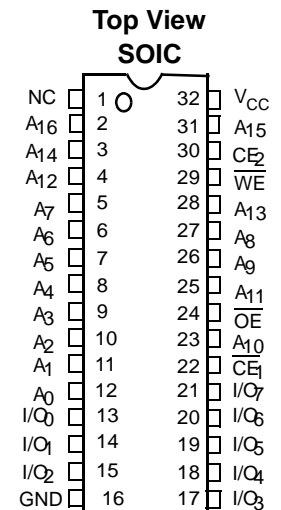 Top View
SOIC
NC 1 32 VCC
A16 2 31 A15
A14 3 30 CE2
A12 4 29 WE
A7 5 28 A13
A6 6 27 A8
A5 7 26 A9
A4 8 25 A11
A3 9 24 OE
A2 10 23 A10
A1 11 22 CE1
A0 12 21 I/O7
I/O0 13 20 I/O6
I/O1 14 19 I/O5
I/O2 15 18 I/O4
GND 16 17 I/O3